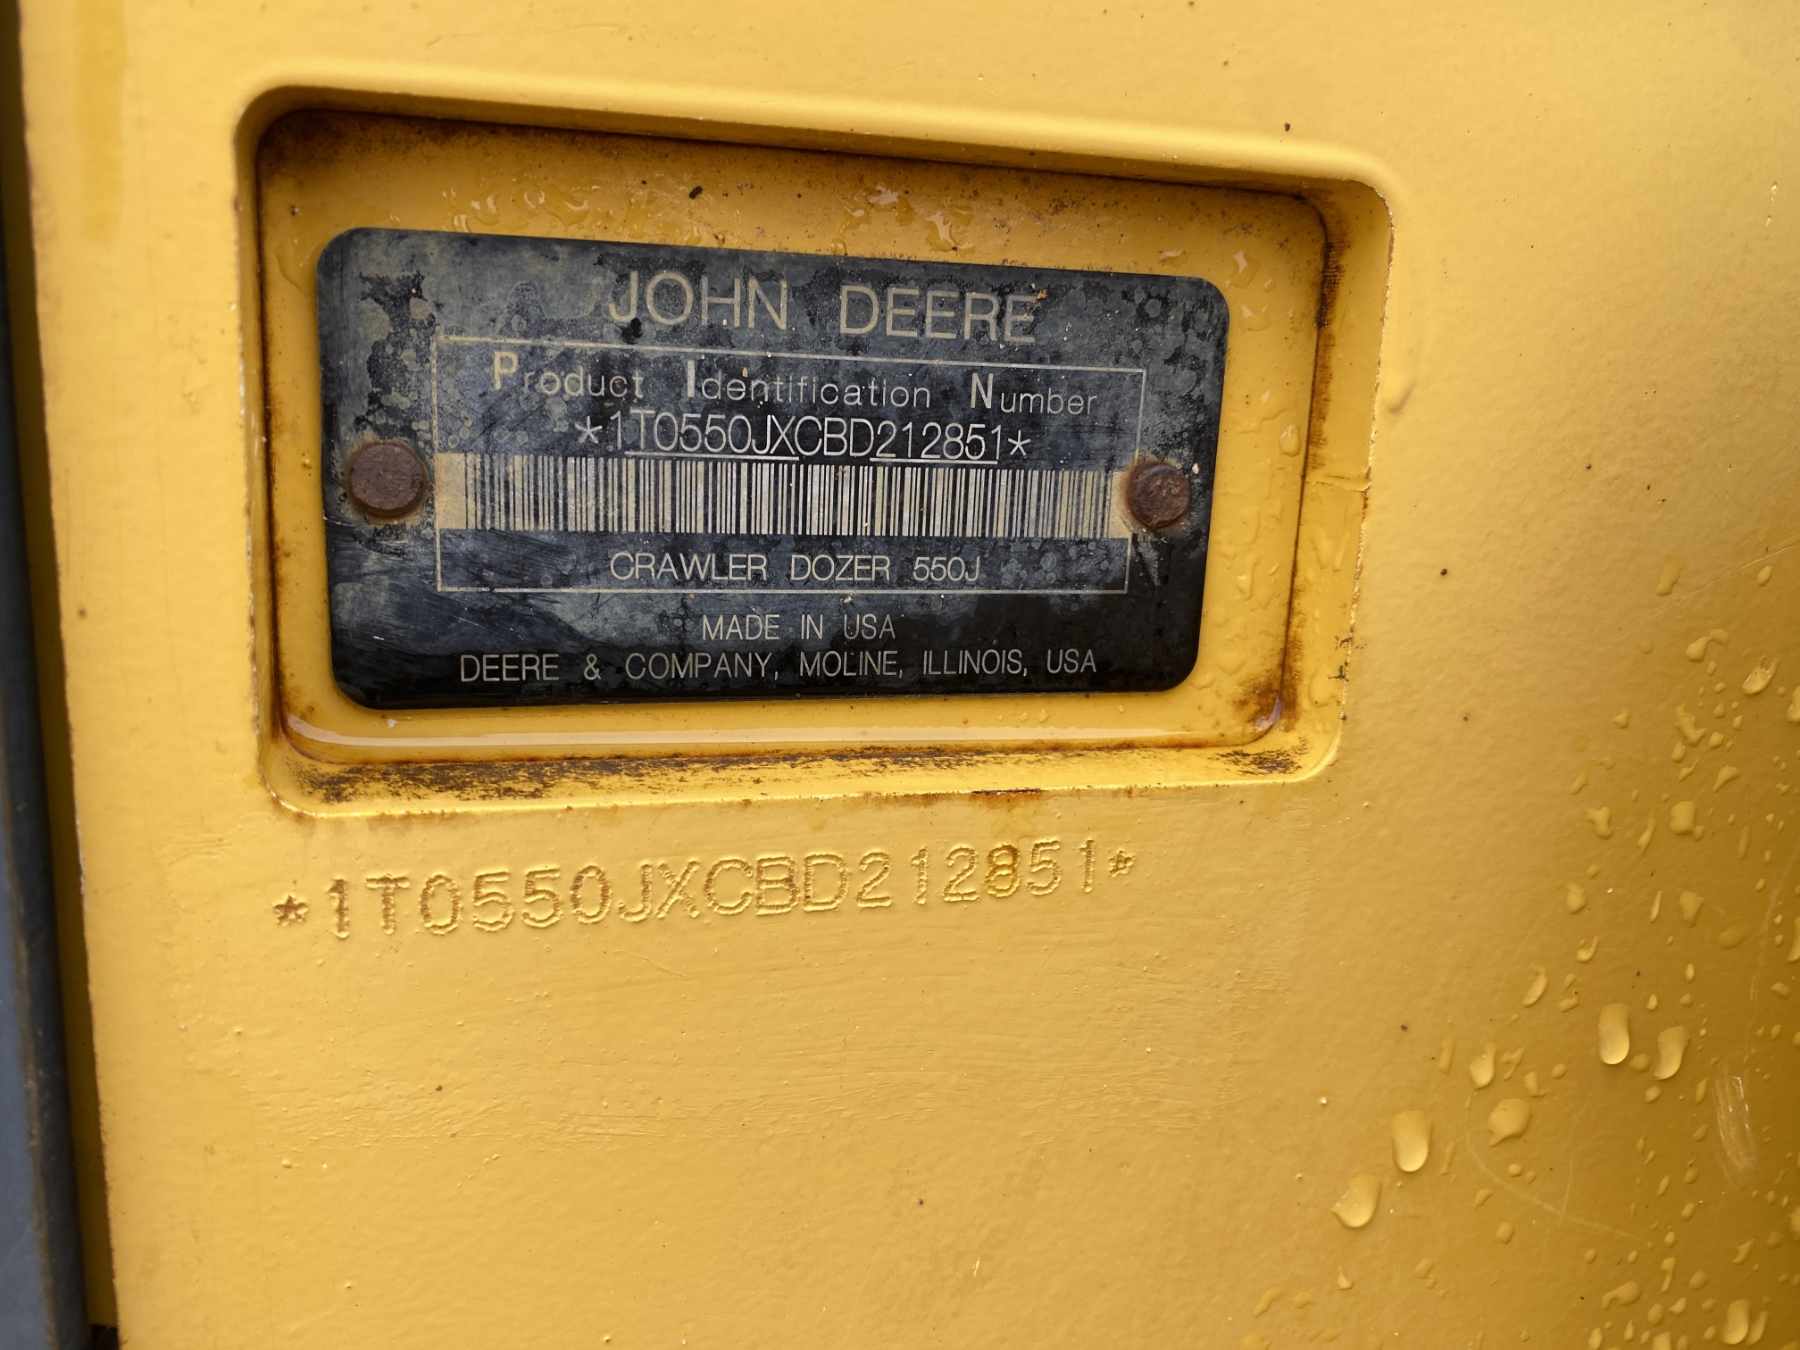 JOHN DEERE
Product Identification Number
*1T0550JXCBD212851*
CRAWLER DOZER 550J
MADE IN USA
DEERE & COMPANY, MOLINE, ILLINOIS, USA
*1T0550JXCBD212851*